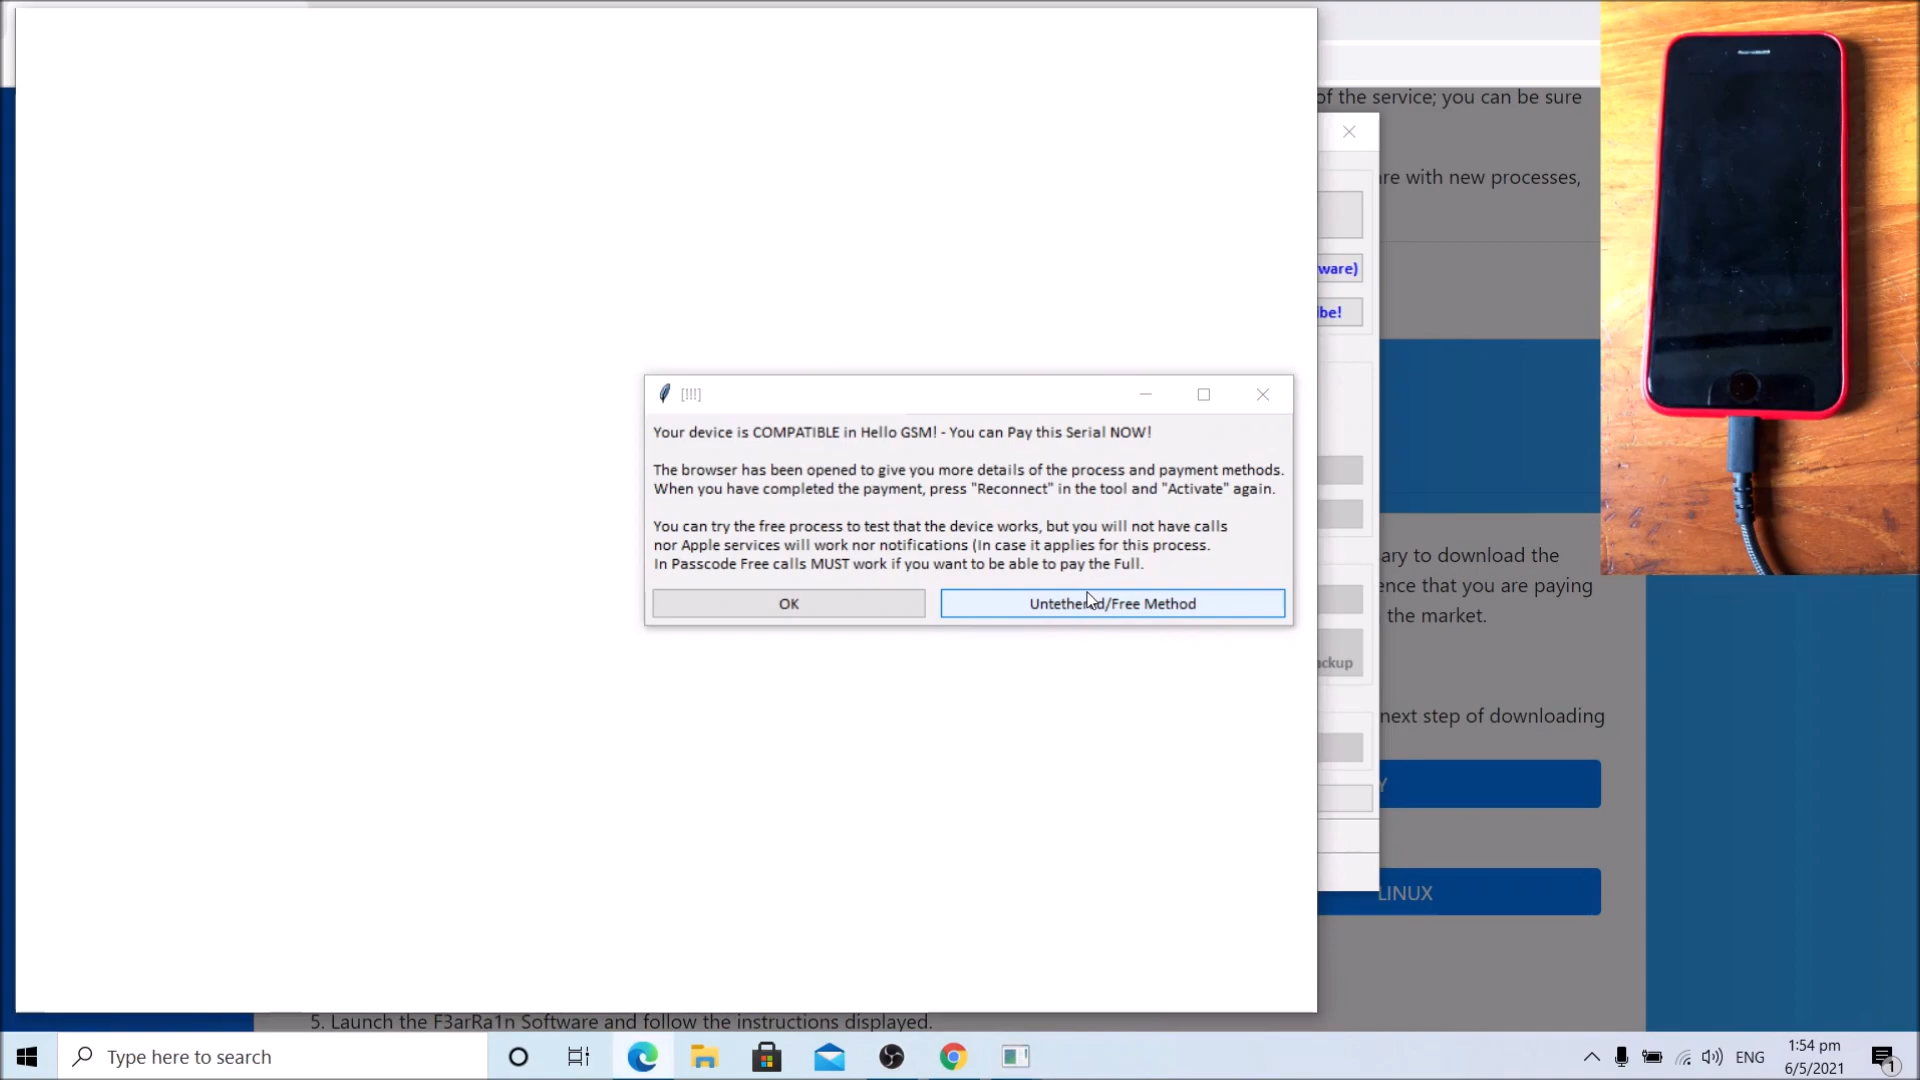 of the service; you can be sure
are with new processes,
ware)
ibe!
[!!!]
Your device is COMPATIBLE in Hello GSM! - You can Pay this Serial NOW!
The browser has been opened to give you more details of the process and payment methods.
When you have completed the payment, press "Reconnect" in the tool and "Activate" again.
You can try the free process to test that the device works, but you will not have calls
nor Apple services will work nor notifications (In case it applies for this process.
In Passcode Free calls MUST work if you want to be able to pay the Full.
OK
Untethered/Free Method
ary to download the
ence that you are paying
the market.
ackup
next step of downloading
Y
LINUX
5. Launch the F3arRa1n Software and follow the instructions displayed.
Type here to search
ENG
1:54 pm
6/5/2021
1